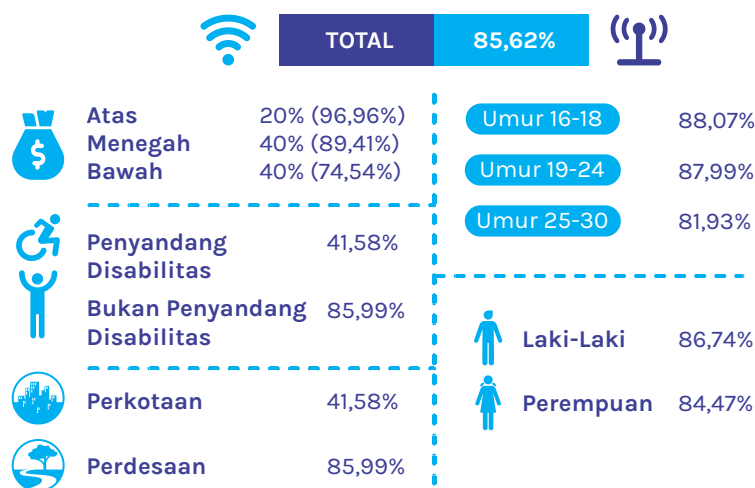 TOTAL 85,62%
Atas 20% (96,96%)
Menegah 40% (89,41%)
Bawah 40% (74,54%)
Penyandang Disabilitas 41,58%
Bukan Penyandang Disabilitas 85,99%
Perkotaan 41,58%
Perdesaan 85,99%
Umur 16-18 88,07%
Umur 19-24 87,99%
Umur 25-30 81,93%
Laki-Laki 86,74%
Perempuan 84,47%